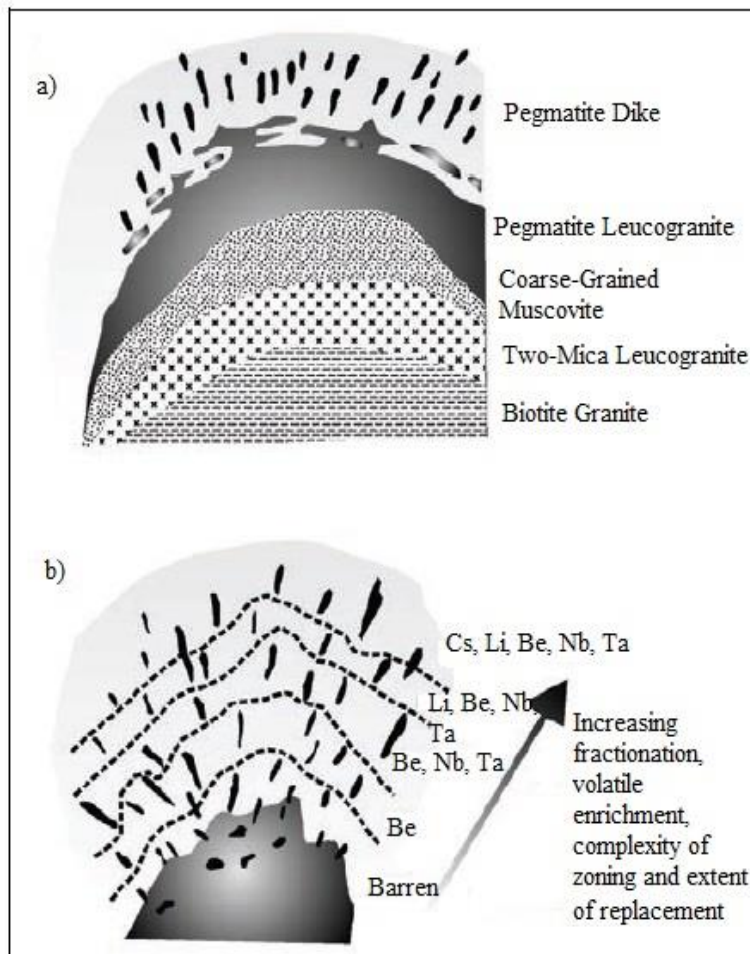 a)
Pegmatite Dike
Pegmatite Leucogranite
Coarse-Grained
Muscovite
Two-Mica Leucogranite
Biotite Granite
b)
Cs, Li, Be, Nb, Ta
Li, Be, Nb
Ta
Be, Nb, Ta
Be
Barren
Increasing
fractionation,
volatile
enrichment,
complexity of
zoning and extent
of replacement